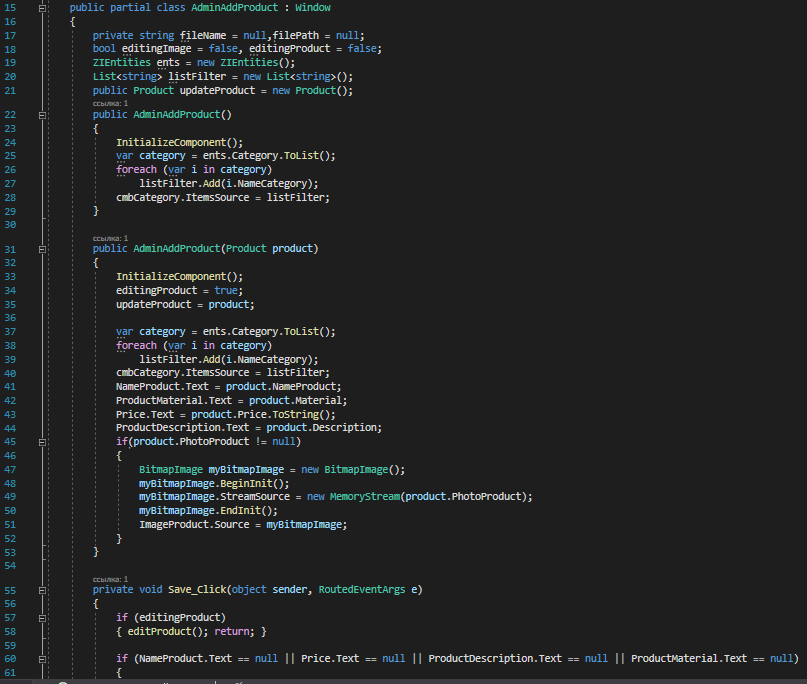 15 public partial class AdminAddProduct : Window
16 {
17 private string fileName = null,filePath = null;
18 bool editingImage = false, editingProduct = false;
19 ZIEntities ents = new ZIEntities();
20 List<string> listFilter = new List<string>();
21 public Product updateProduct = new Product();
ссылка: 1
22 public AdminAddProduct()
23 {
24 InitializeComponent();
25 var category = ents.Category.ToList();
26 foreach (var i in category)
27 listFilter.Add(i.NameCategory);
28 cmbCategory.ItemsSource = listFilter;
29 }
30
ссылка: 1
31 public AdminAddProduct(Product product)
32 {
33 InitializeComponent();
34 editingProduct = true;
35 updateProduct = product;
36
37 var category = ents.Category.ToList();
38 foreach (var i in category)
39 listFilter.Add(i.NameCategory);
40 cmbCategory.ItemsSource = listFilter;
41 NameProduct.Text = product.NameProduct;
42 ProductMaterial.Text = product.Material;
43 Price.Text = product.Price.ToString();
44 ProductDescription.Text = product.Description;
45 if(product.PhotoProduct != null)
46 {
47 BitmapImage myBitmapImage = new BitmapImage();
48 myBitmapImage.BeginInit();
49 myBitmapImage.StreamSource = new MemoryStream(product.PhotoProduct);
50 myBitmapImage.EndInit();
51 ImageProduct.Source = myBitmapImage;
52 }
53 }
54
ссылка: 1
55 private void Save_Click(object sender, RoutedEventArgs e)
56 {
57 if (editingProduct)
58 { editProduct(); return; }
59
60 if (NameProduct.Text == null || Price.Text == null || ProductDescription.Text == null || ProductMaterial.Text == null)
61 {